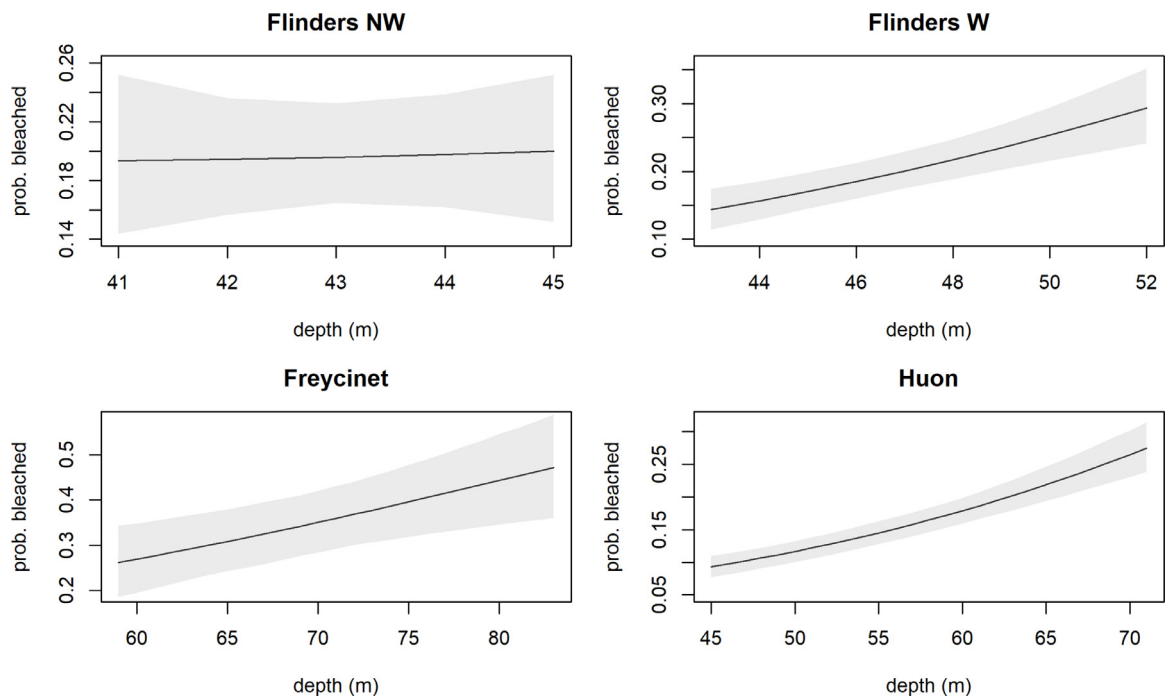 Flinders NW
prob. bleached
0.14 0.18 0.22 0.26
41 42 43 44 45
depth (m)
Flinders W
prob. bleached
0.10 0.20 0.30
44 46 48 50 52
depth (m)
Freycinet
prob. bleached
0.2 0.3 0.4 0.5
60 65 70 75 80
depth (m)
Huon
prob. bleached
0.05 0.15 0.25
45 50 55 60 65 70
depth (m)